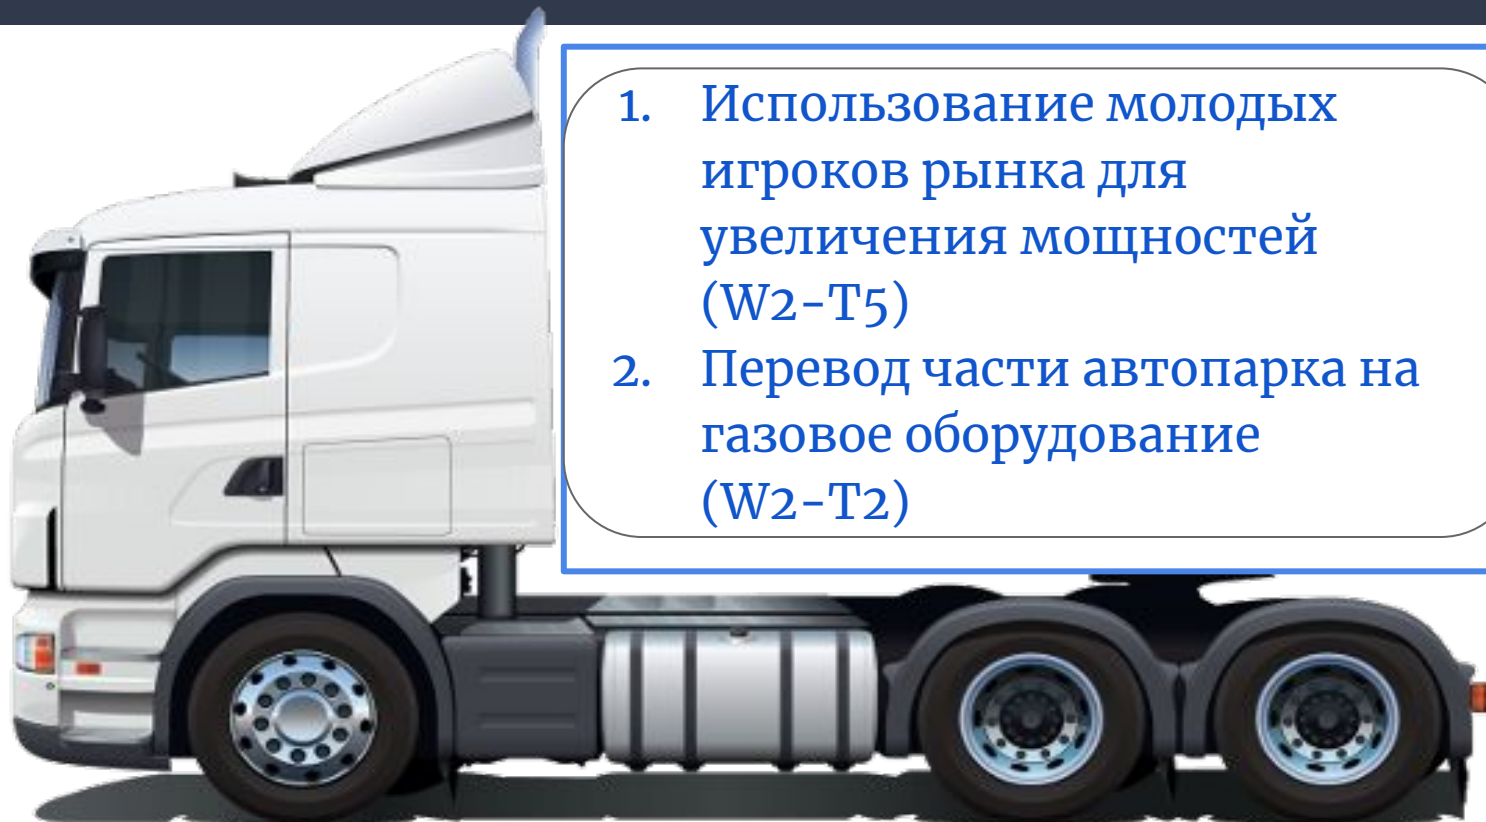 1. Использование молодых
игроков рынка для
увеличения мощностей
(W2-T5)
2. Перевод части автопарка на
газовое оборудование
(W2-T2)